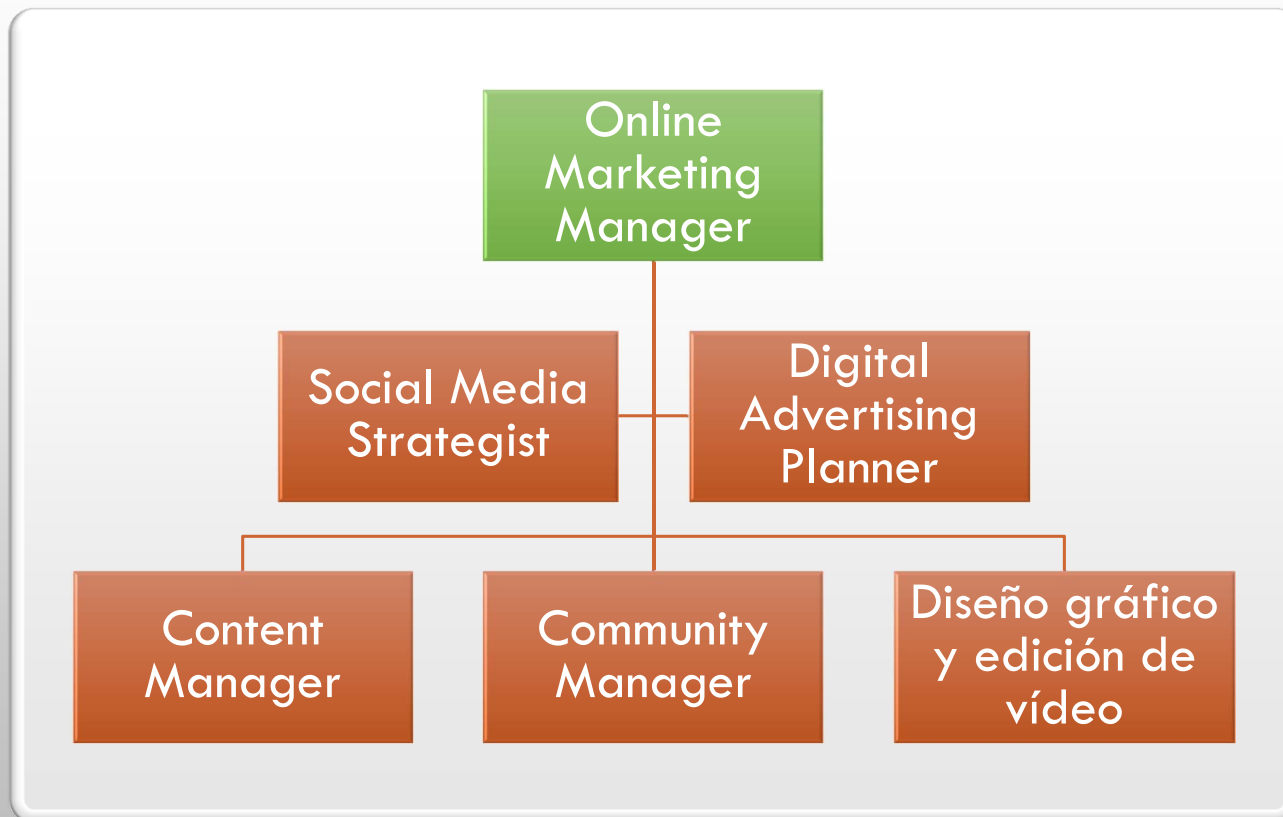 Online
Marketing
Manager
Social Media
Strategist
Digital
Advertising
Planner
Content
Manager
Community
Manager
Diseño gráfico
y edición de
vídeo